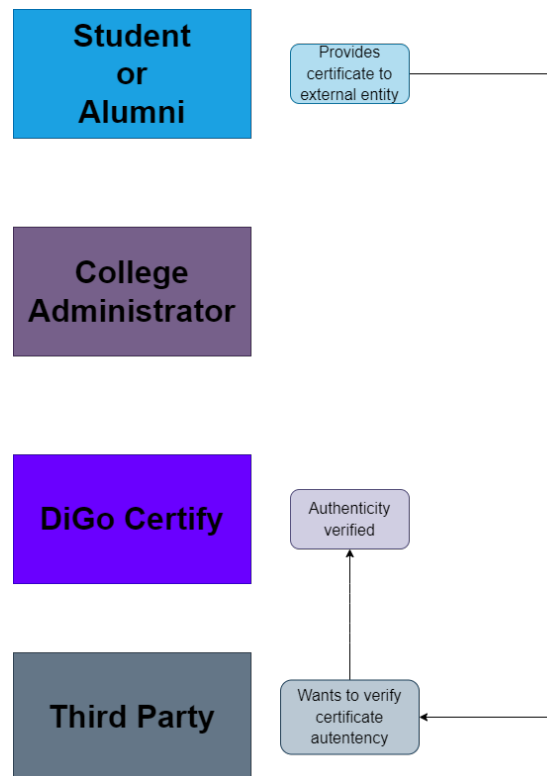 Student
or
Alumni
Provides
certificate to
external entity
College
Administrator
DiGo Certify
Authenticity
verified
Third Party
Wants to verify
certificate
autentency